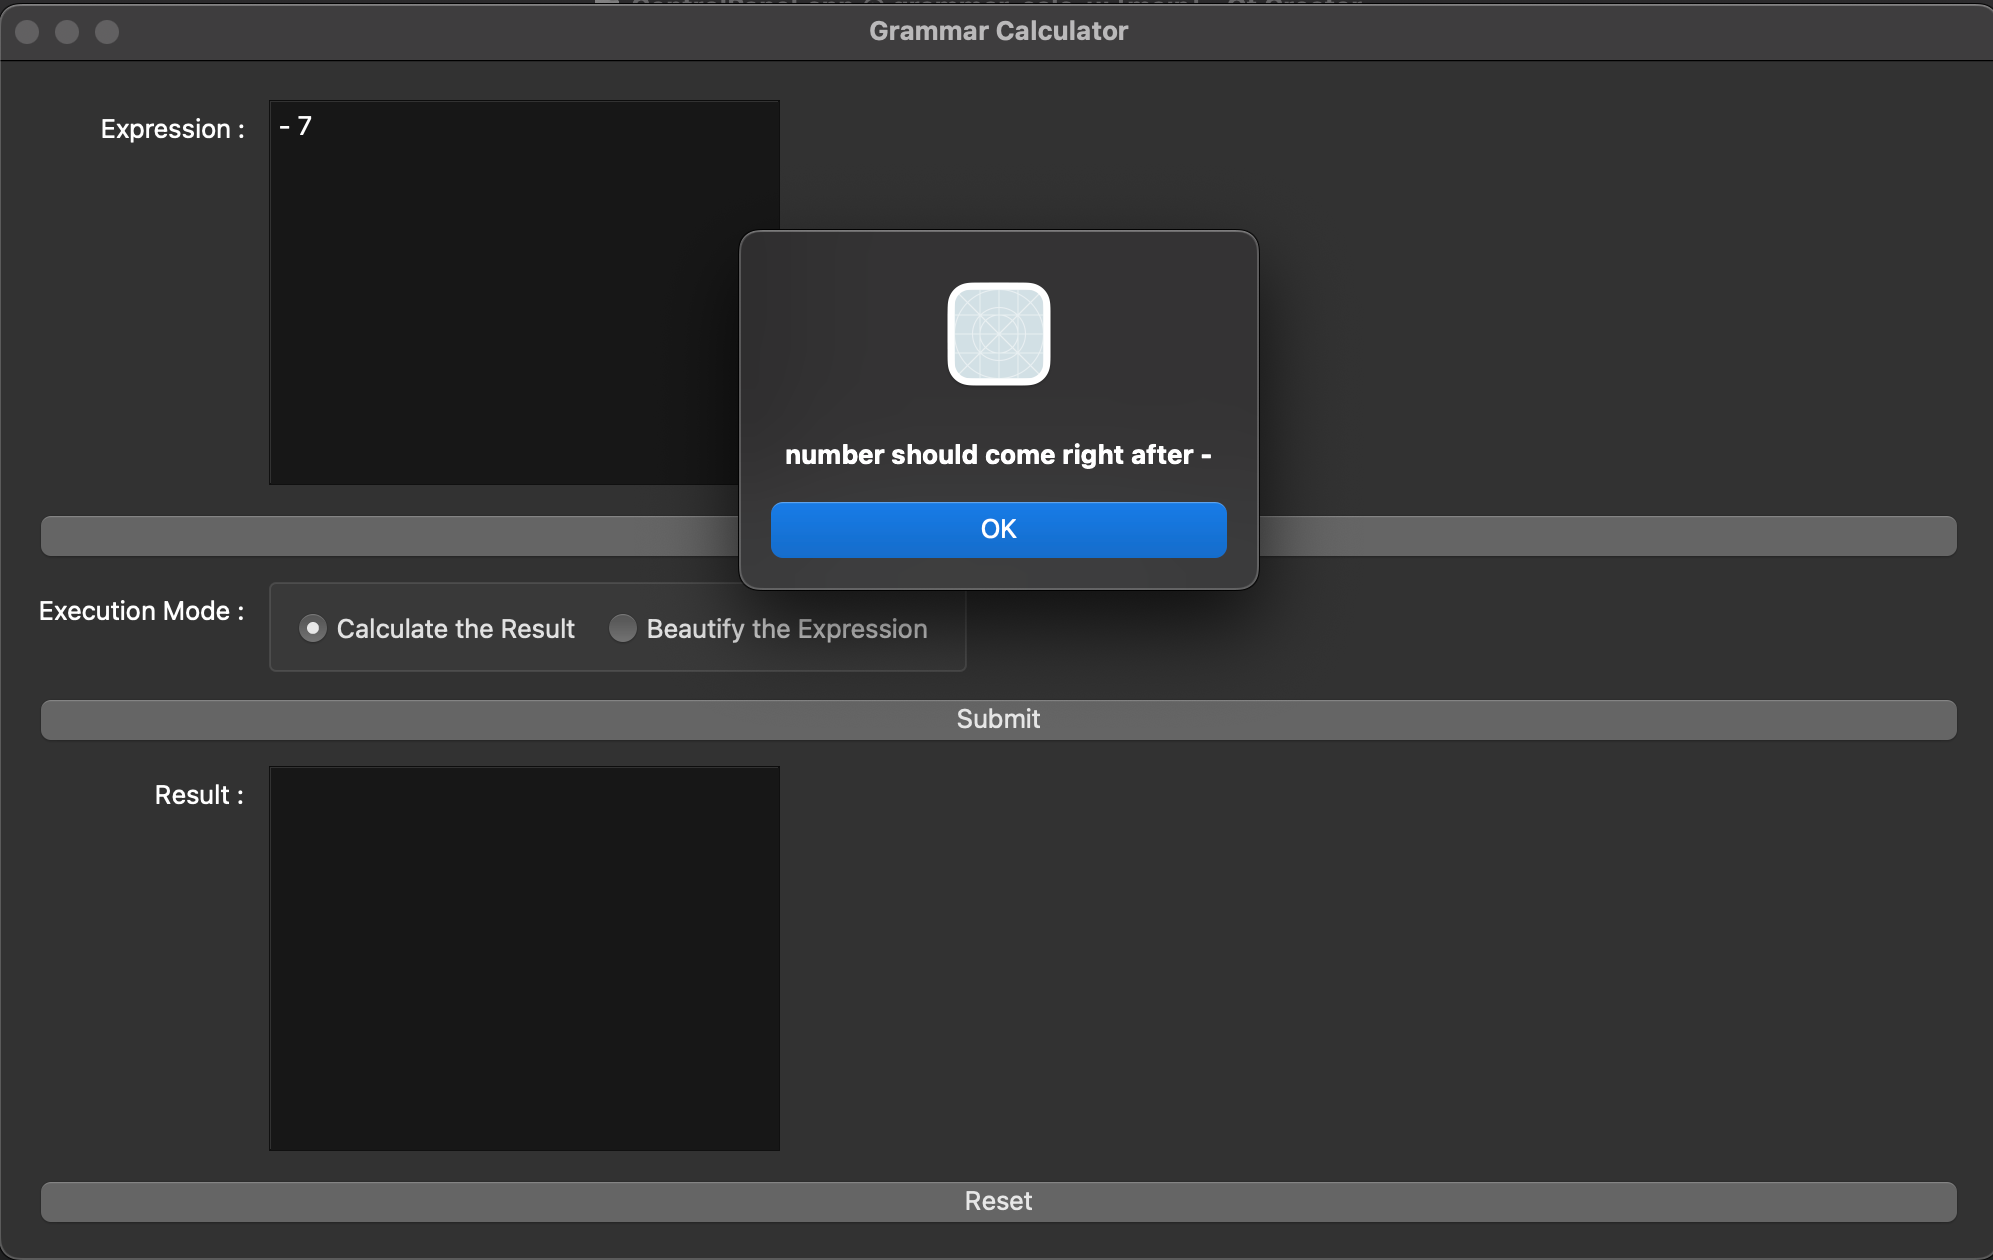 Grammar Calculator
Expression :
- 7
number should come right after -
OK
Execution Mode :
Calculate the Result
Beautify the Expression
Submit
Result :
Reset